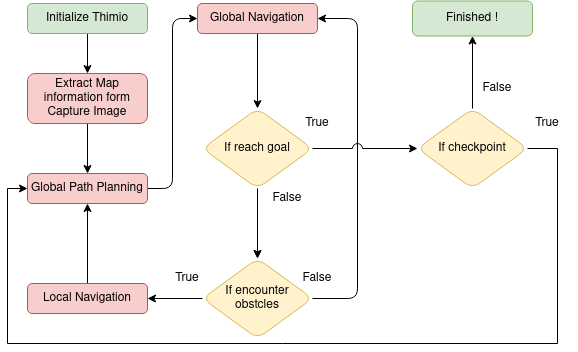 Initialize Thimio
Global Navigation
Finished !
Extract Map
information form
Capture Image
False
True
True
If reach goal
If checkpoint
Global Path Planning
False
True
False
If encounter
obstcles
Local Navigation